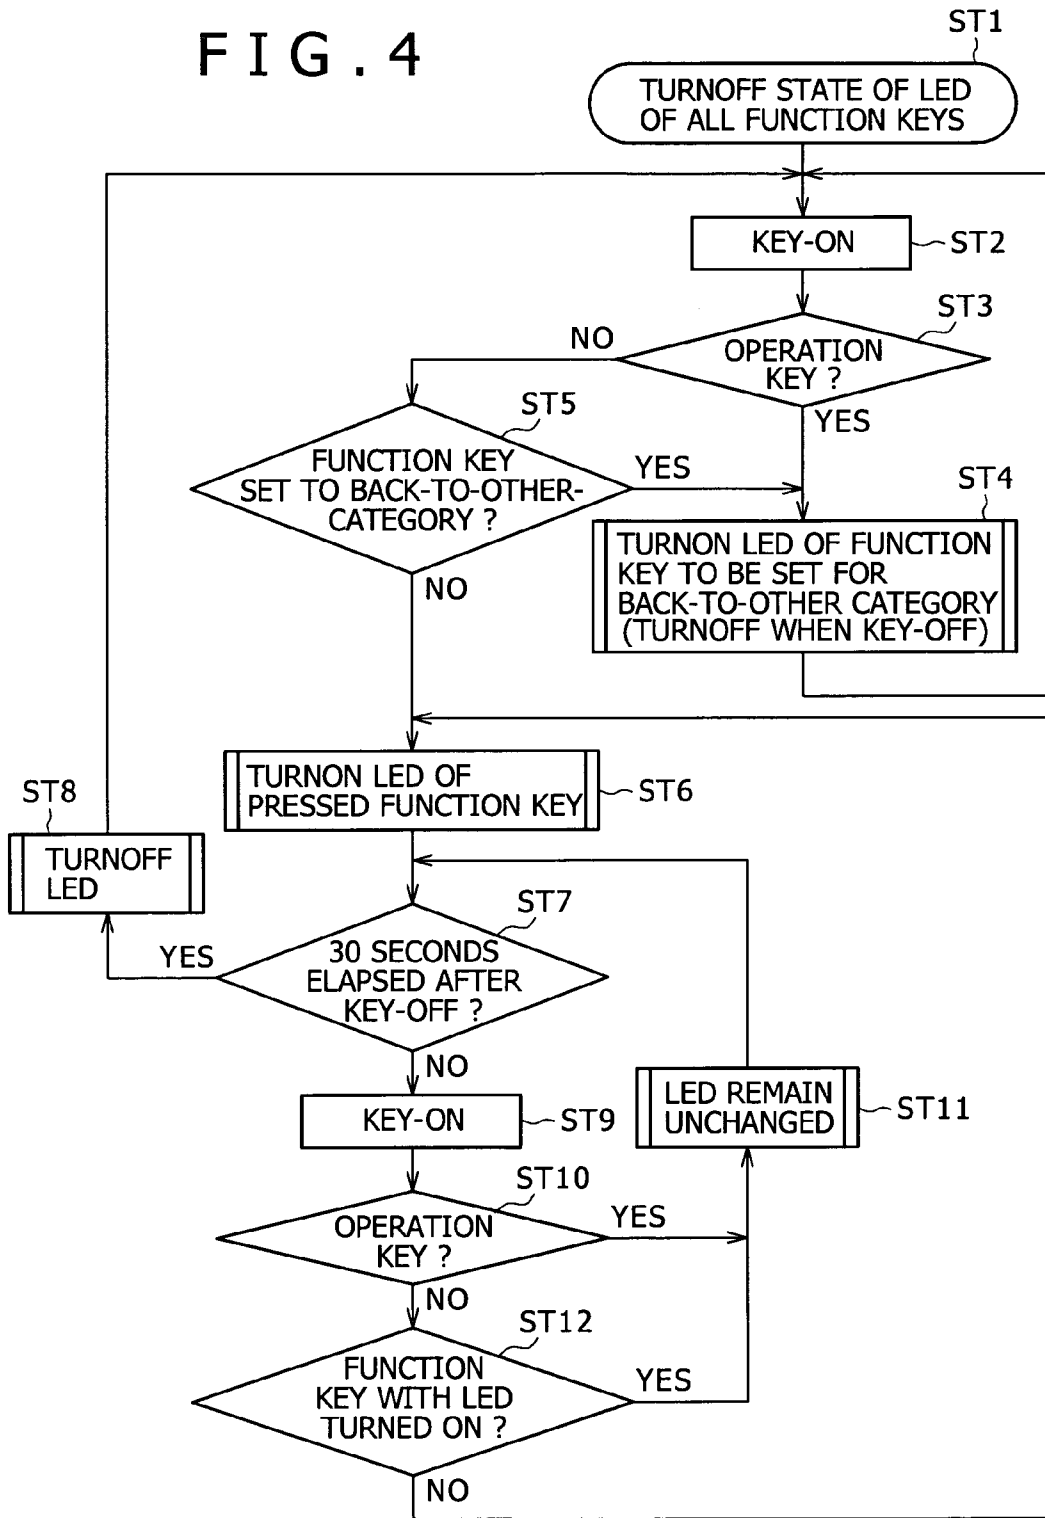 FIG.4
ST1
TURNOFF STATE OF LED
OF ALL FUNCTION KEYS
KEY-ON
ST2
ST3
NO
OPERATION
KEY ?
YES
ST5
FUNCTION KEY
SET TO BACK-TO-OTHER-
CATEGORY ?
YES
NO
ST4
TURNON LED OF FUNCTION
KEY TO BE SET FOR
BACK-TO-OTHER CATEGORY
(TURNOFF WHEN KEY-OFF)
TURNON LED OF
PRESSED FUNCTION KEY
ST6
ST8
TURNOFF
LED
ST7
YES
30 SECONDS
ELAPSED AFTER
KEY-OFF ?
NO
KEY-ON
ST9
LED REMAIN
UNCHANGED
ST11
ST10
OPERATION
KEY ?
YES
NO
ST12
FUNCTION
KEY WITH LED
TURNED ON ?
YES
NO